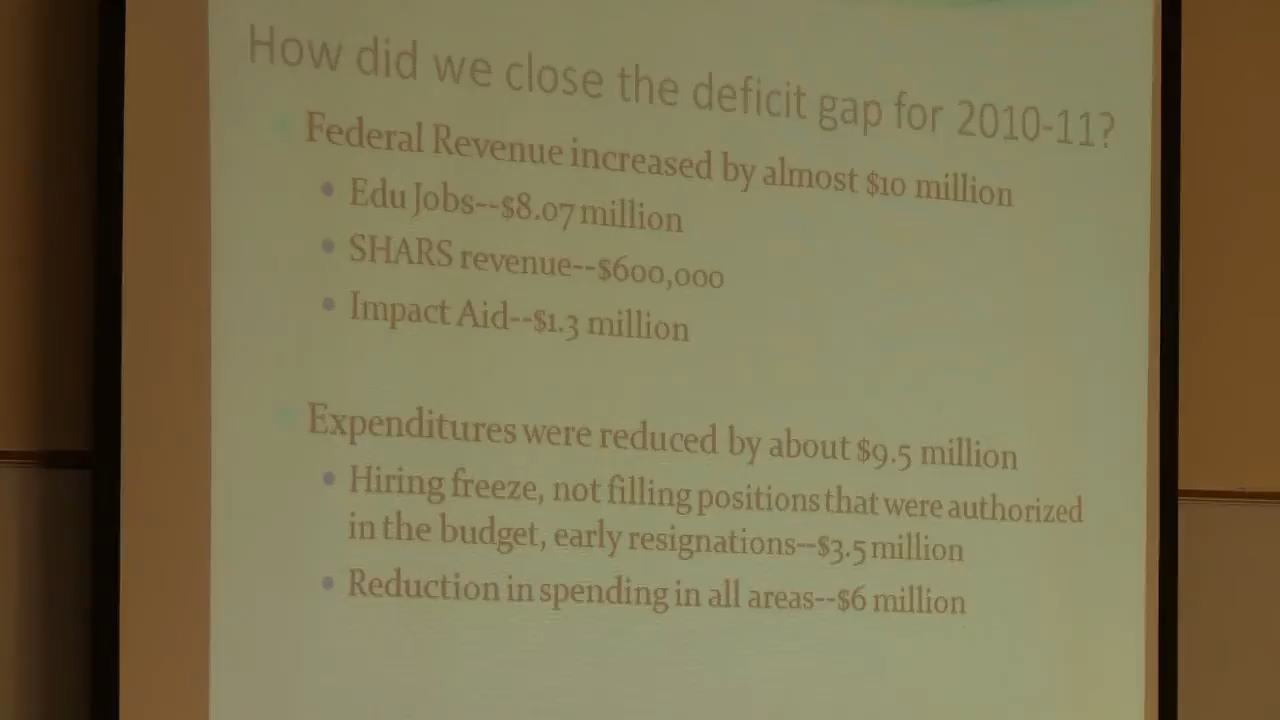 How did we close the deficit gap for 2010-11?
Federal Revenue increased by almost $10 million
Edu Jobs--$8.07 million
SHARS revenue--$600,000
Impact Aid--$1.3 million
Expenditures were reduced by about $9.5 million
Hiring freeze, not filling positions that were authorized
in the budget, early resignations--$3.5 million
Reduction in spending in all areas--$6 million